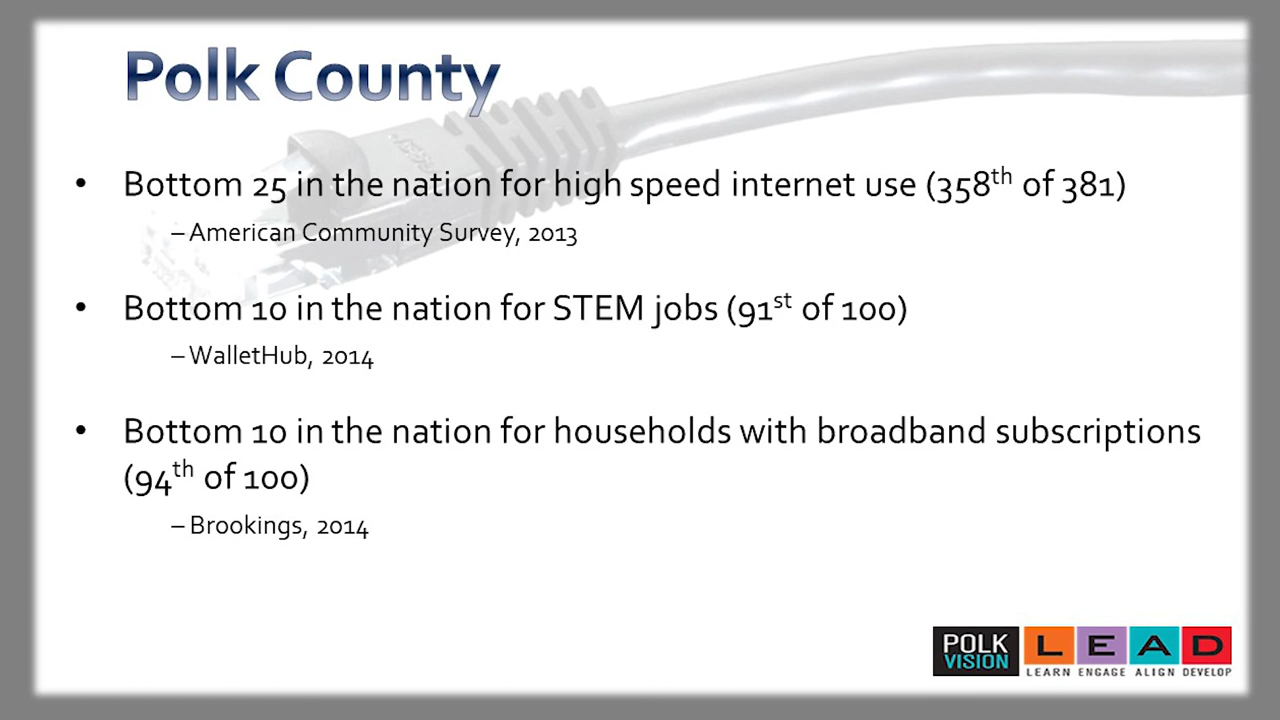 Polk County
• Bottom 25 in the nation for high speed internet use (358th of 381)
– American Community Survey, 2013
• Bottom 10 in the nation for STEM jobs (91st of 100)
– WalletHub, 2014
• Bottom 10 in the nation for households with broadband subscriptions
(94th of 100)
– Brookings, 2014
POLK
VISION
L E A D
LEARN ENGAGE ALIGN DEVELOP